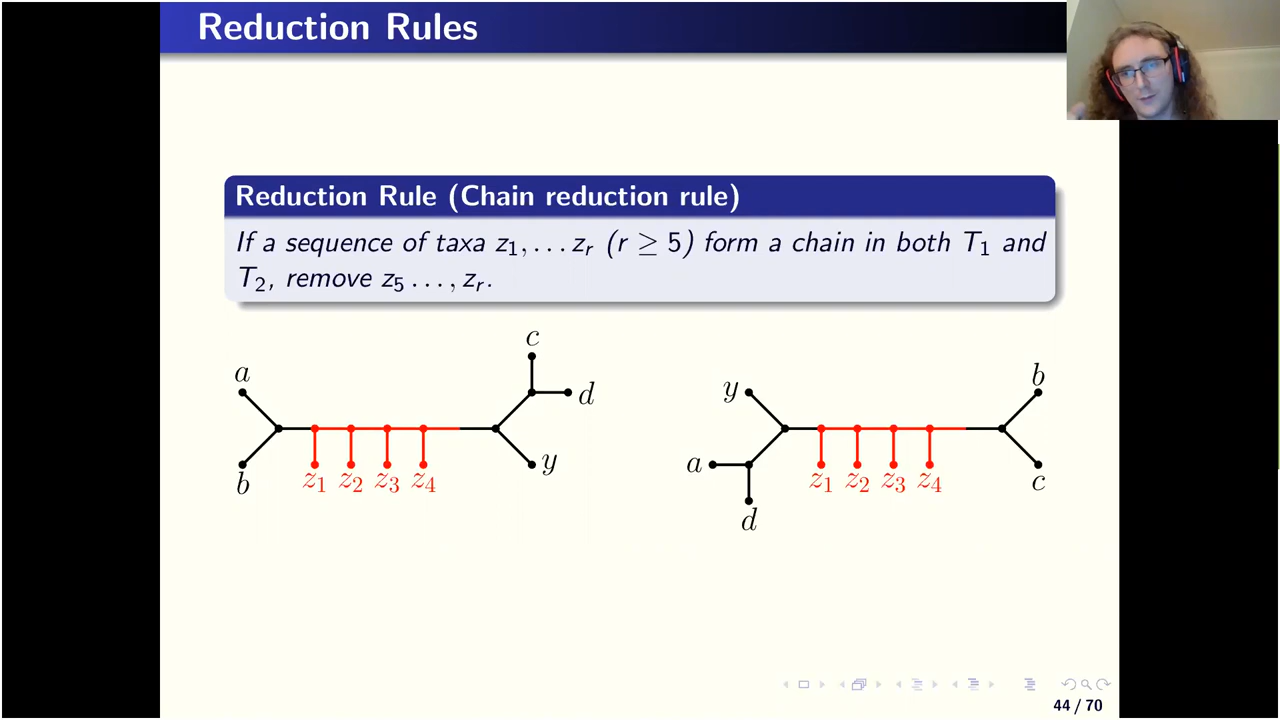 Reduction Rules
Reduction Rule (Chain reduction rule)
If a sequence of taxa z₁, … zᵣ (r ≥ 5) form a chain in both T₁ and
T₂, remove z₅ …, zᵣ.
c
a
d
b
z₁ z₂ z₃ z₄
y
y
b
a
z₁ z₂ z₃ z₄
c
d
44 / 70